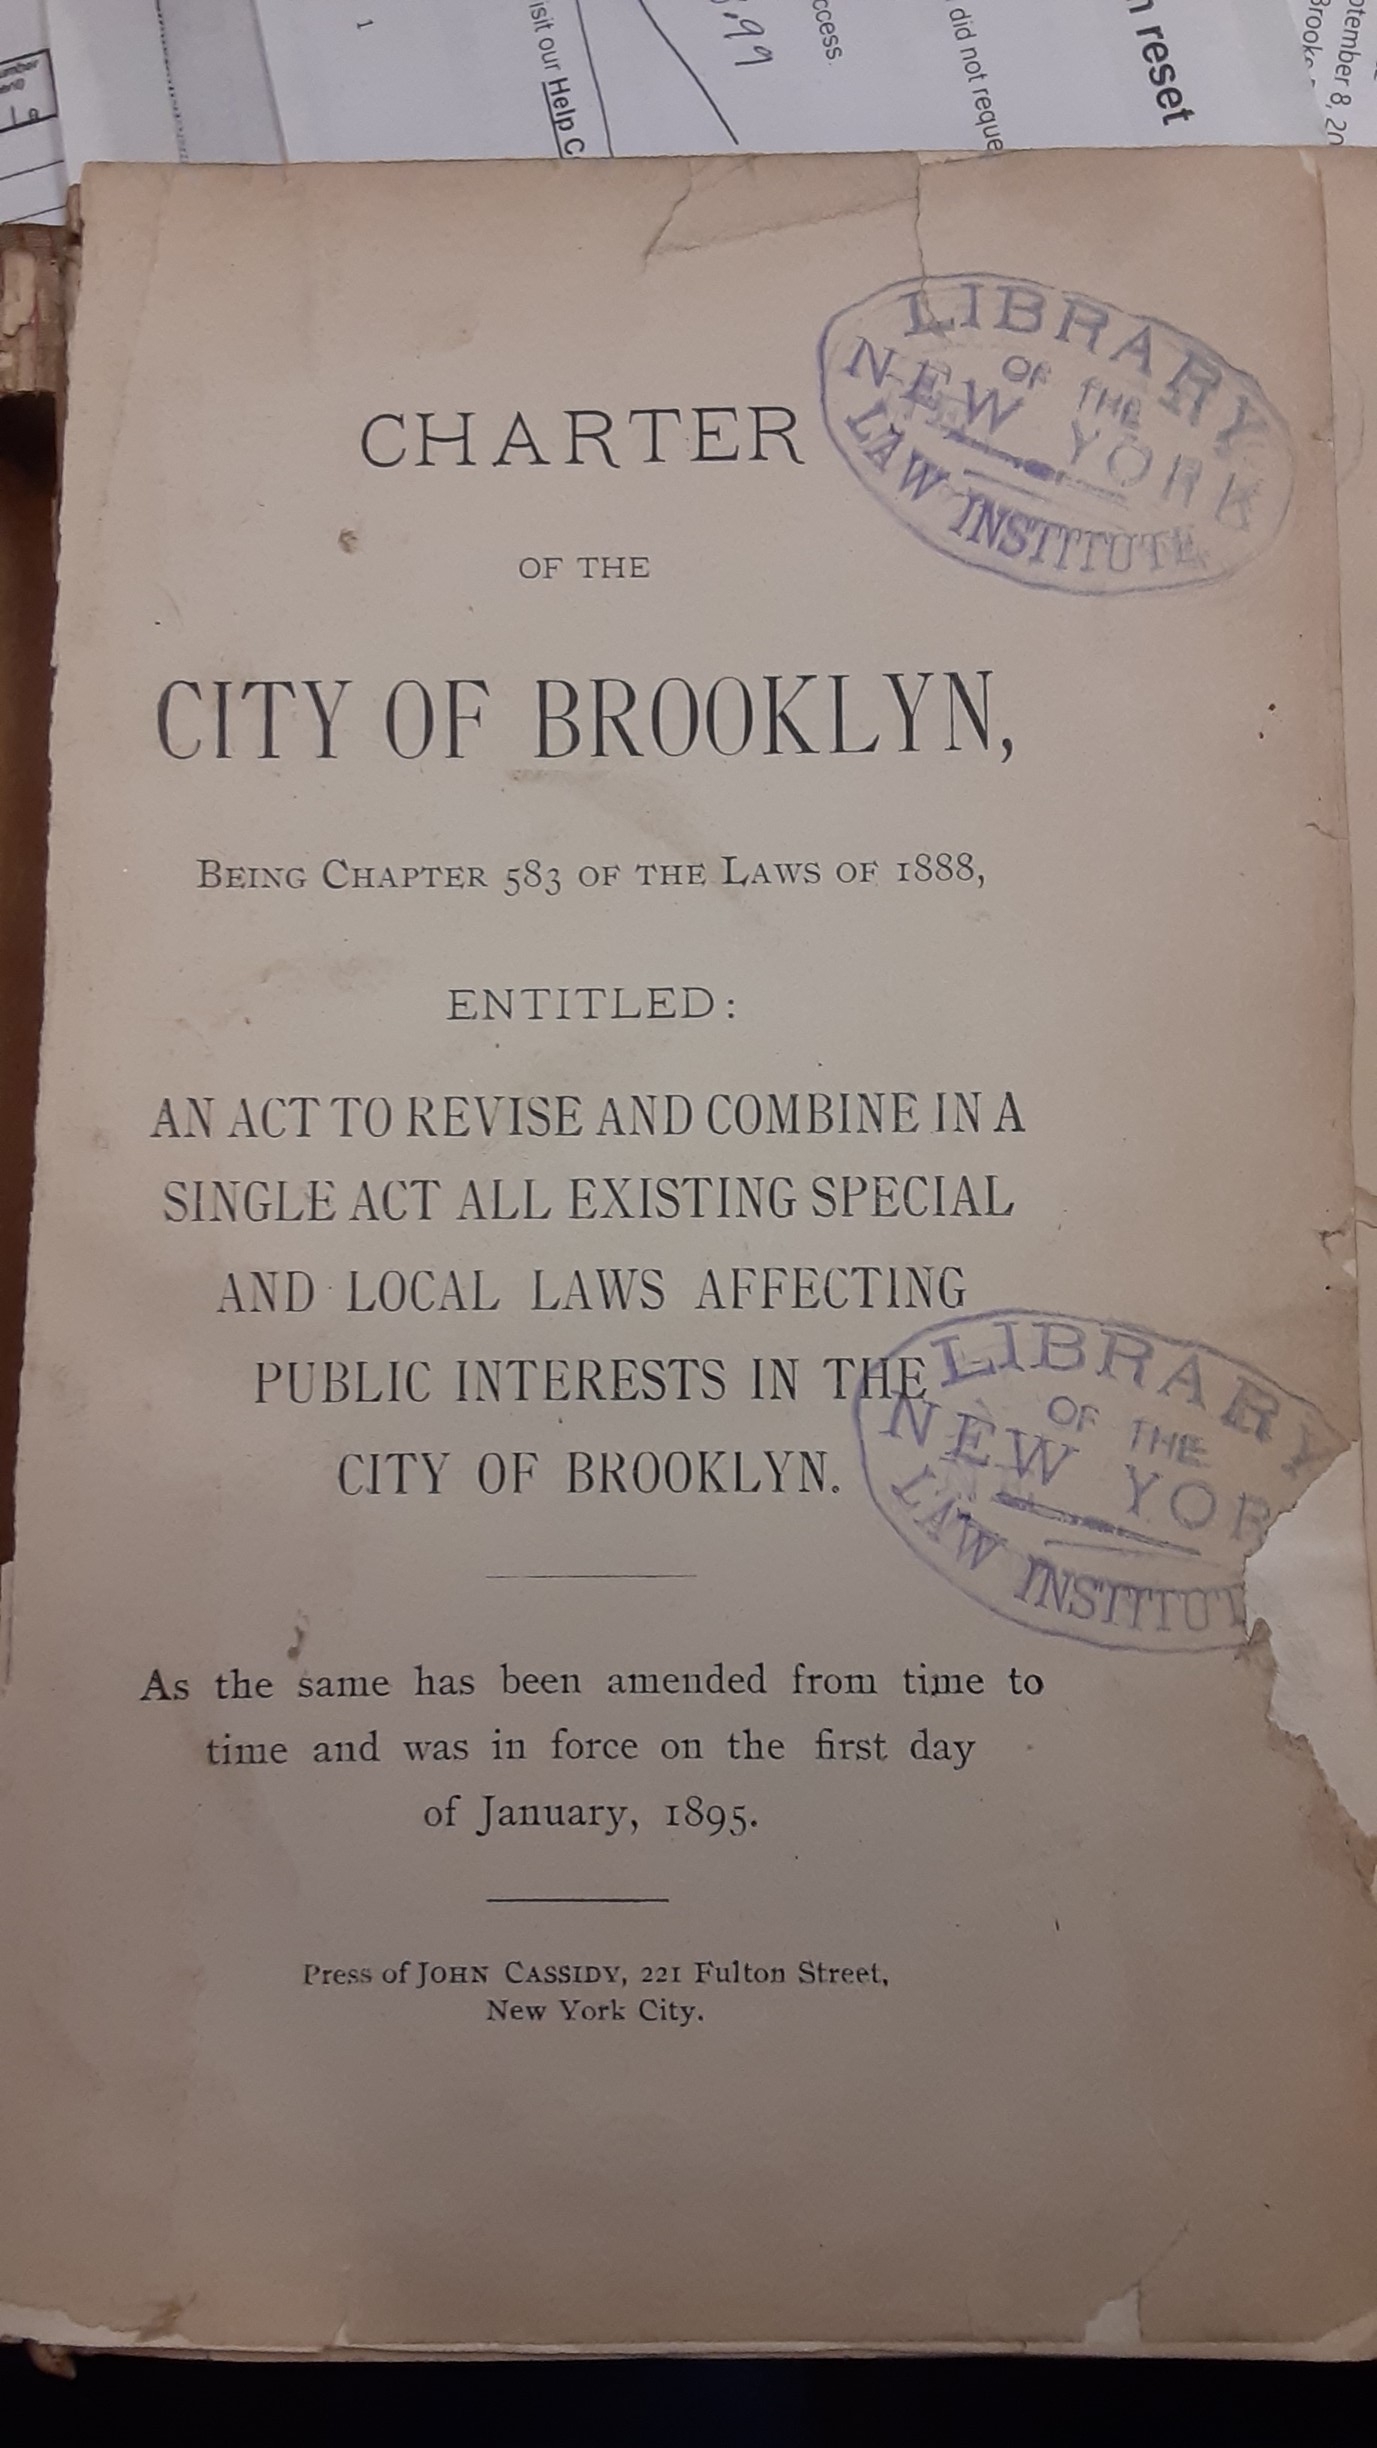 isit our Help C
,99
ccess.
did not reque
n reset
1
CHARTER
OF THE
CITY OF BROOKLYN,
BEING CHAPTER 583 OF THE LAWS OF 1888,
ENTITLED:
AN ACT TO REVISE AND COMBINE IN A
SINGLE ACT ALL EXISTING SPECIAL
AND LOCAL LAWS AFFECTING
PUBLIC INTERESTS IN THE
CITY OF BROOKLYN.
As the same has been amended from time to
time and was in force on the first day
of January, 1895.
Press of JOHN CASSIDY, 221 Fulton Street,
New York City.
LIBRARY
OF THE
NEW YORK
LAW INSTITUTE
LIBRARY
OF THE
NEW YOR
LAW INSTITUT